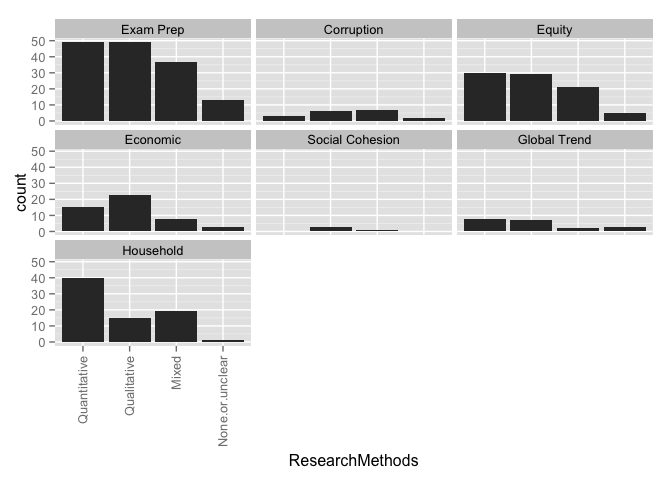 Exam Prep Corruption Equity
50
40
30
20
10
0
Economic Social Cohesion Global Trend
50
40
30
20
10
0
count
Household
50
40
30
20
10
0
Quantitative
Qualitative
Mixed
None.or.unclear
ResearchMethods